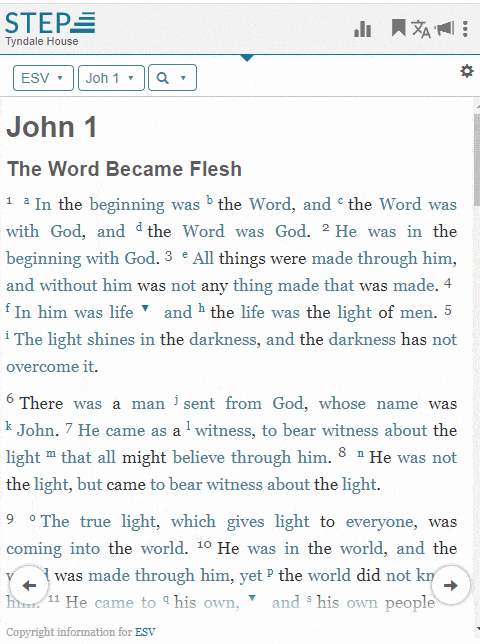 STEP
Tyndale House
ESV Joh 1
John 1
The Word Became Flesh
1 a In the beginning was b the Word, and c the Word was
with God, and d the Word was God. 2 He was in the
beginning with God. 3 e All things were made through him,
and without him was not any thing made that was made. 4
f In him was life and h the life was the light of men. 5
i The light shines in the darkness, and the darkness has not
overcome it.
6 There was a man j sent from God, whose name was
k John. 7 He came as a l witness, to bear witness about the
light m that all might believe through him. 8 n He was not
the light, but came to bear witness about the light.
9 o The true light, which gives light to everyone, was
coming into the world. 10 He was in the world, and the
was made through him, yet p the world did not
11 He came to q his own, and s his own people
Copyright information for ESV